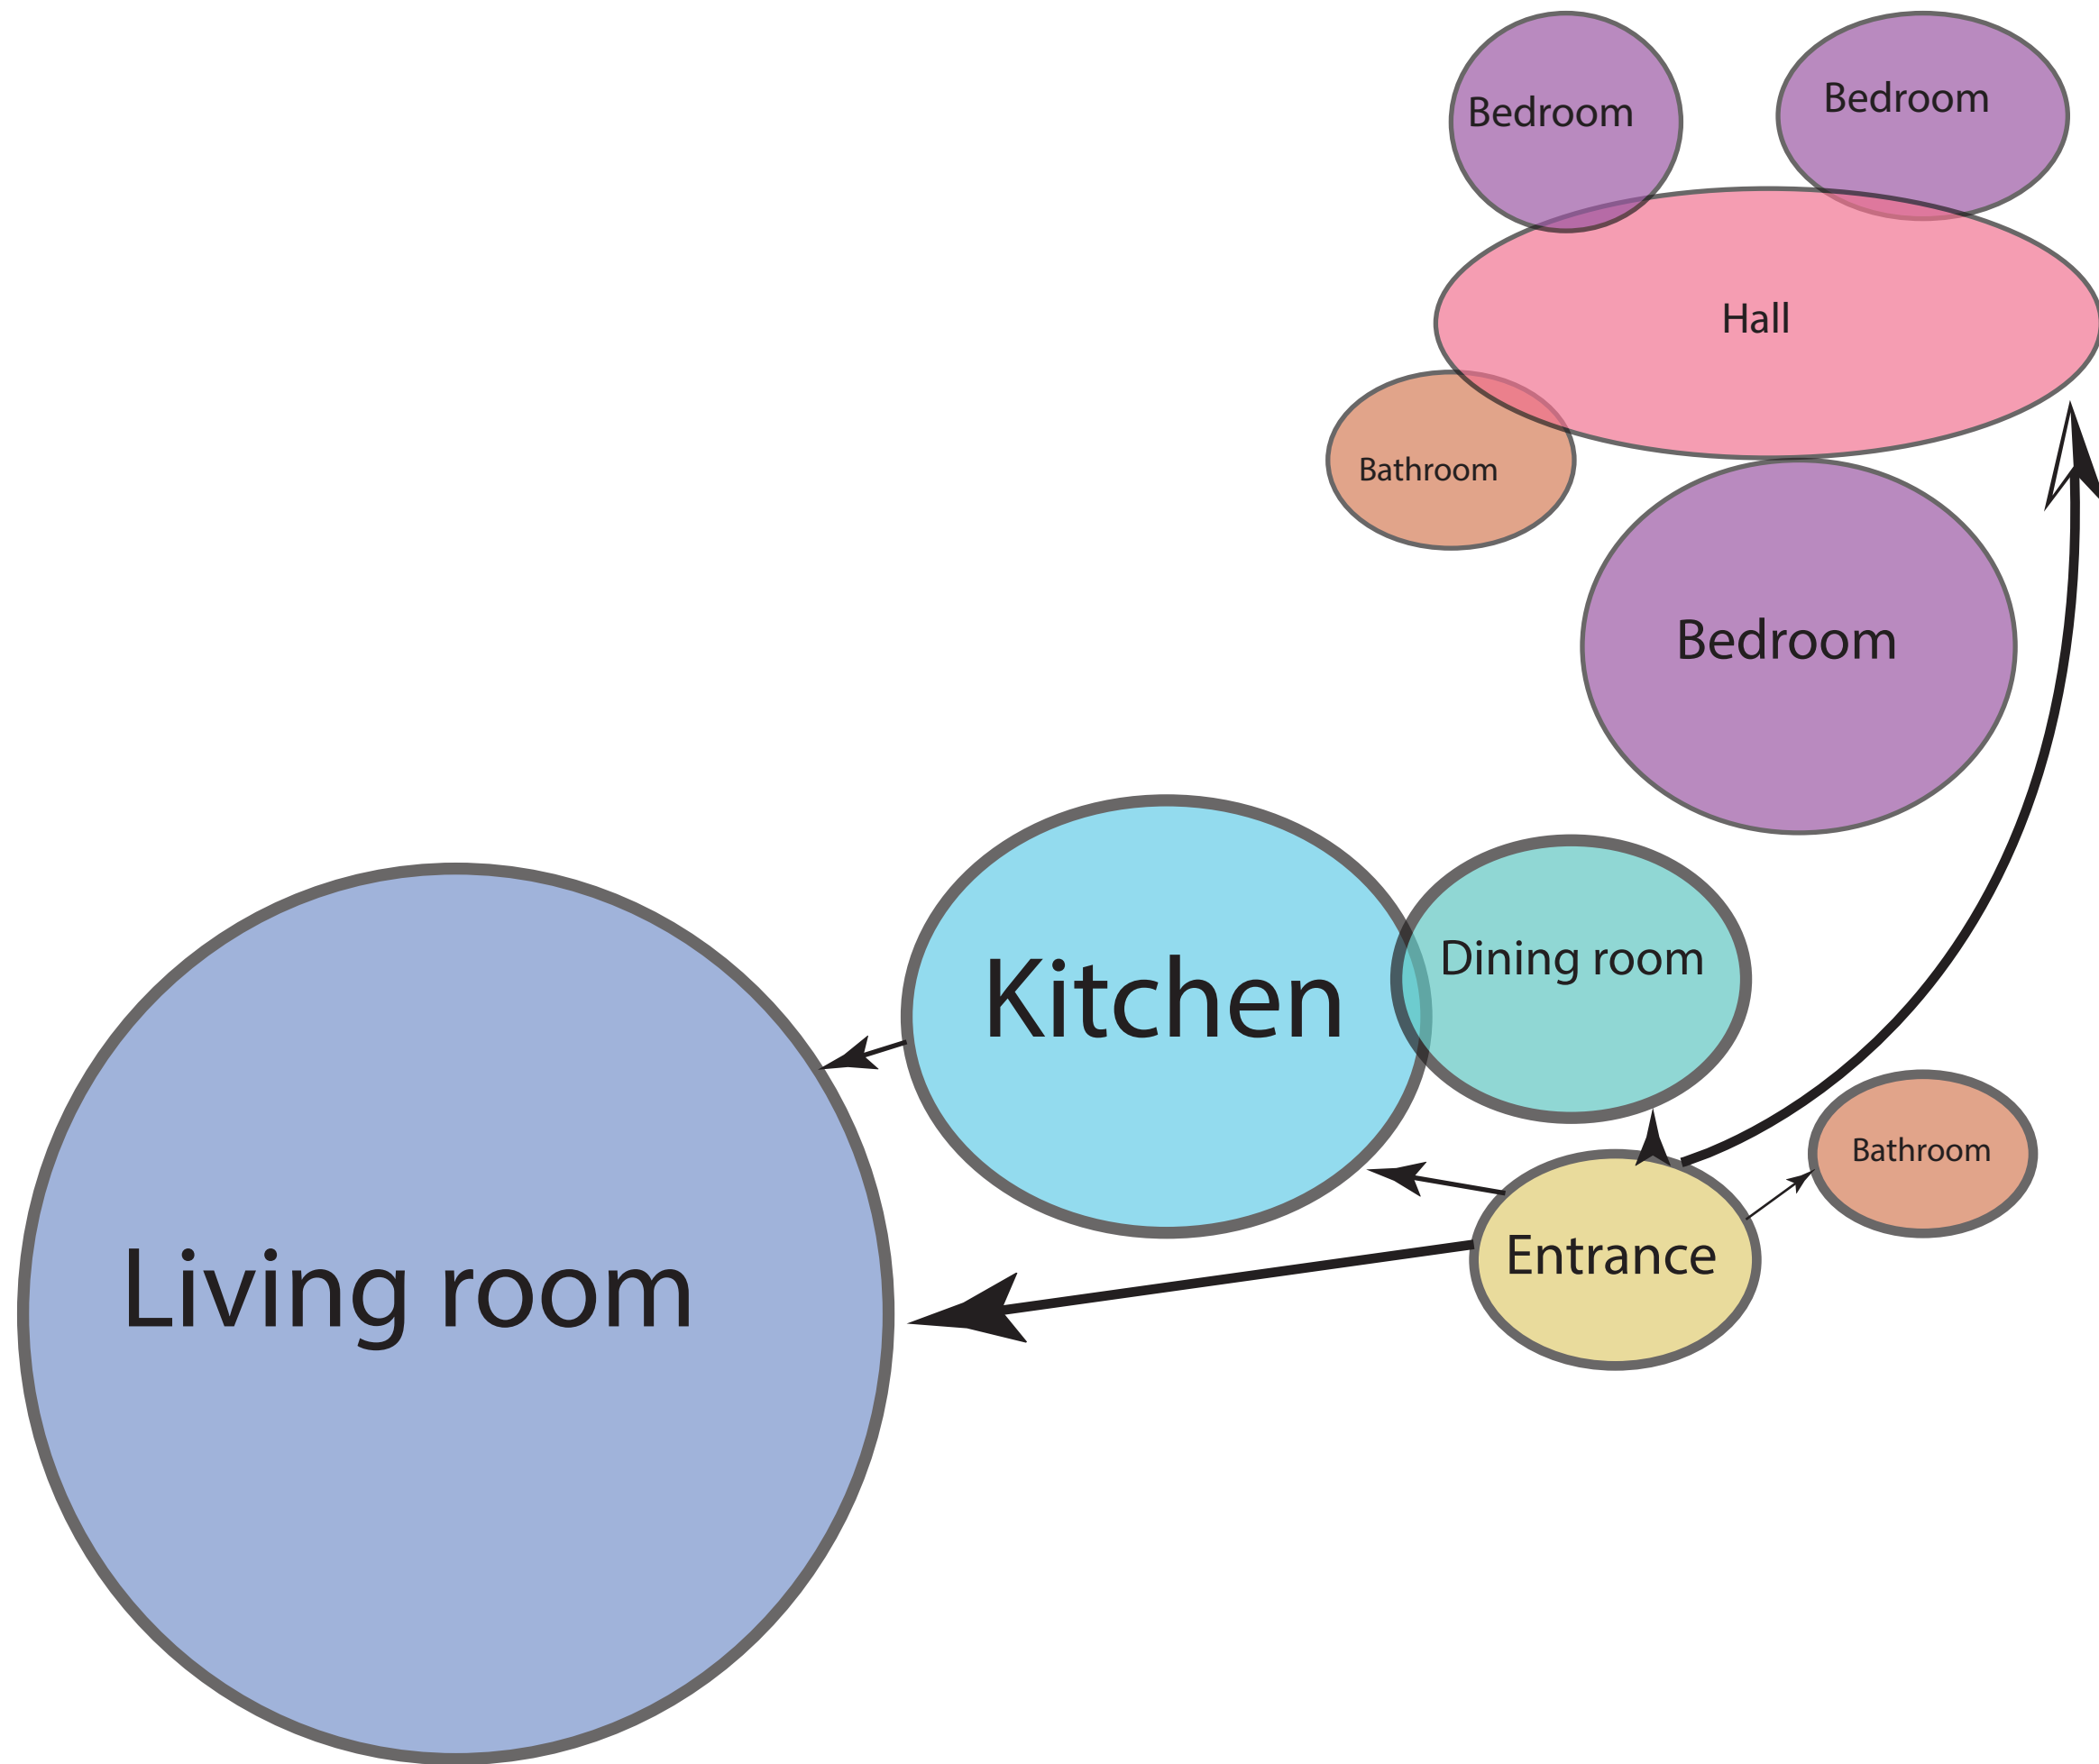 Bedroom
Bedroom
Hall
Bathroom
Bedroom
Kitchen
Dining room
Bathroom
Entrance
Living room